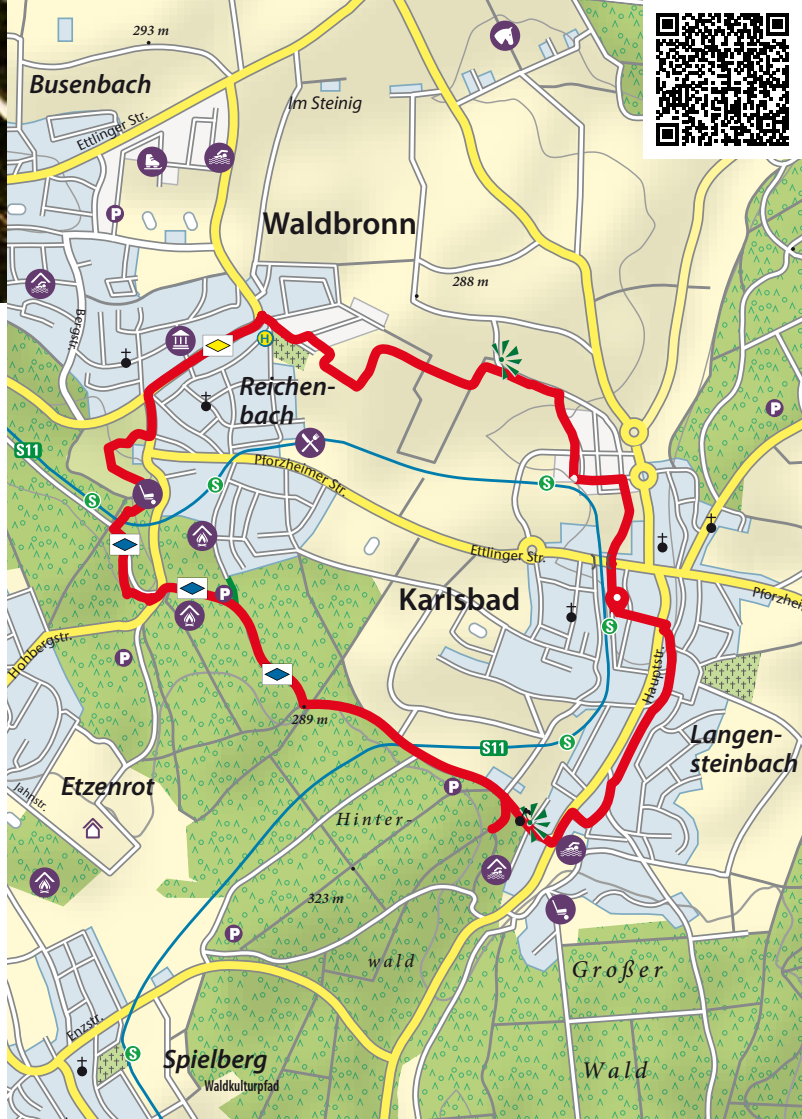 293 m
Busenbach
Im Steinig
Ettlinger Str.
P
Waldbronn
288 m
Bergstr.
H
Reichen-
bach
P
S11
S
S
Pforzheimer Str.
S
Ettlinger Str.
P
Karlsbad
S
Pforzhei
Hohbergstr.
P
Hauptstr.
289 m
S11
S
Langen-
steinbach
Etzenrot
P
Jahnstr.
Hinter-
323 m
P
wald
Großer
Enzstr.
S
Spielberg
Waldkulturpfad
Wald